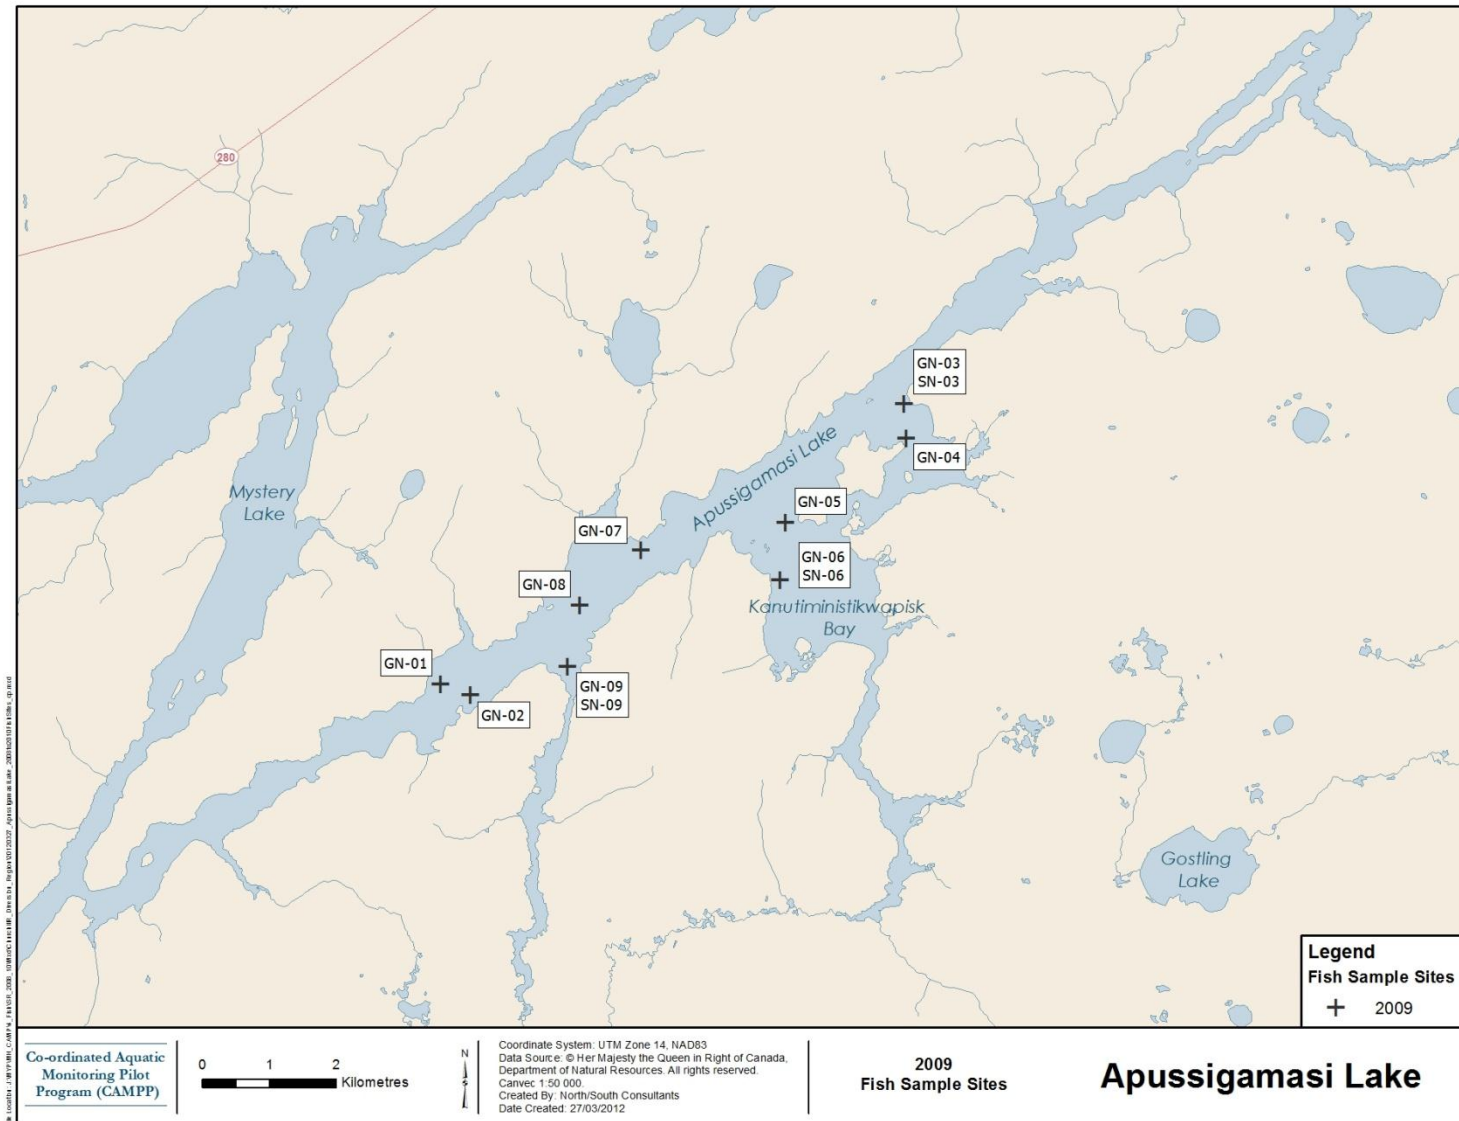 280
GN-03
SN-03
GN-04
Apussigamasi Lake
Mystery
Lake
GN-05
GN-07
GN-06
SN-06
GN-08
Kanutiministikwapisk
Bay
GN-01
GN-02
GN-09
SN-09
Gostling
Lake
Legend
Fish Sample Sites
2009
Co-ordinated Aquatic
Monitoring Pilot
Program (CAMPP)
0 1 2
Kilometres
N
S
Coordinate System: UTM Zone 14, NAD83
Data Source: © Her Majesty the Queen in Right of Canada,
Department of Natural Resources. All rights reserved.
Canvec 1:50 000.
Created By: North/South Consultants
Date Created: 27/03/2012
2009
Fish Sample Sites
Apussigamasi Lake